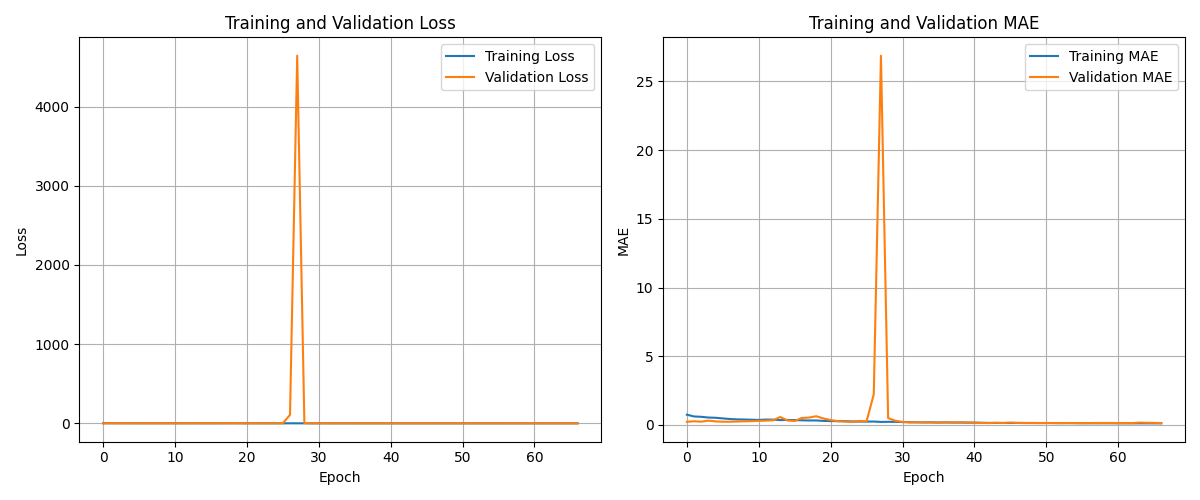 Training and Validation Loss
Training Loss
Validation Loss
4000
3000
2000
1000
0
Loss
0 10 20 30 40 50 60
Epoch
Training and Validation MAE
Training MAE
Validation MAE
25
20
15
10
5
0
MAE
0 10 20 30 40 50 60
Epoch